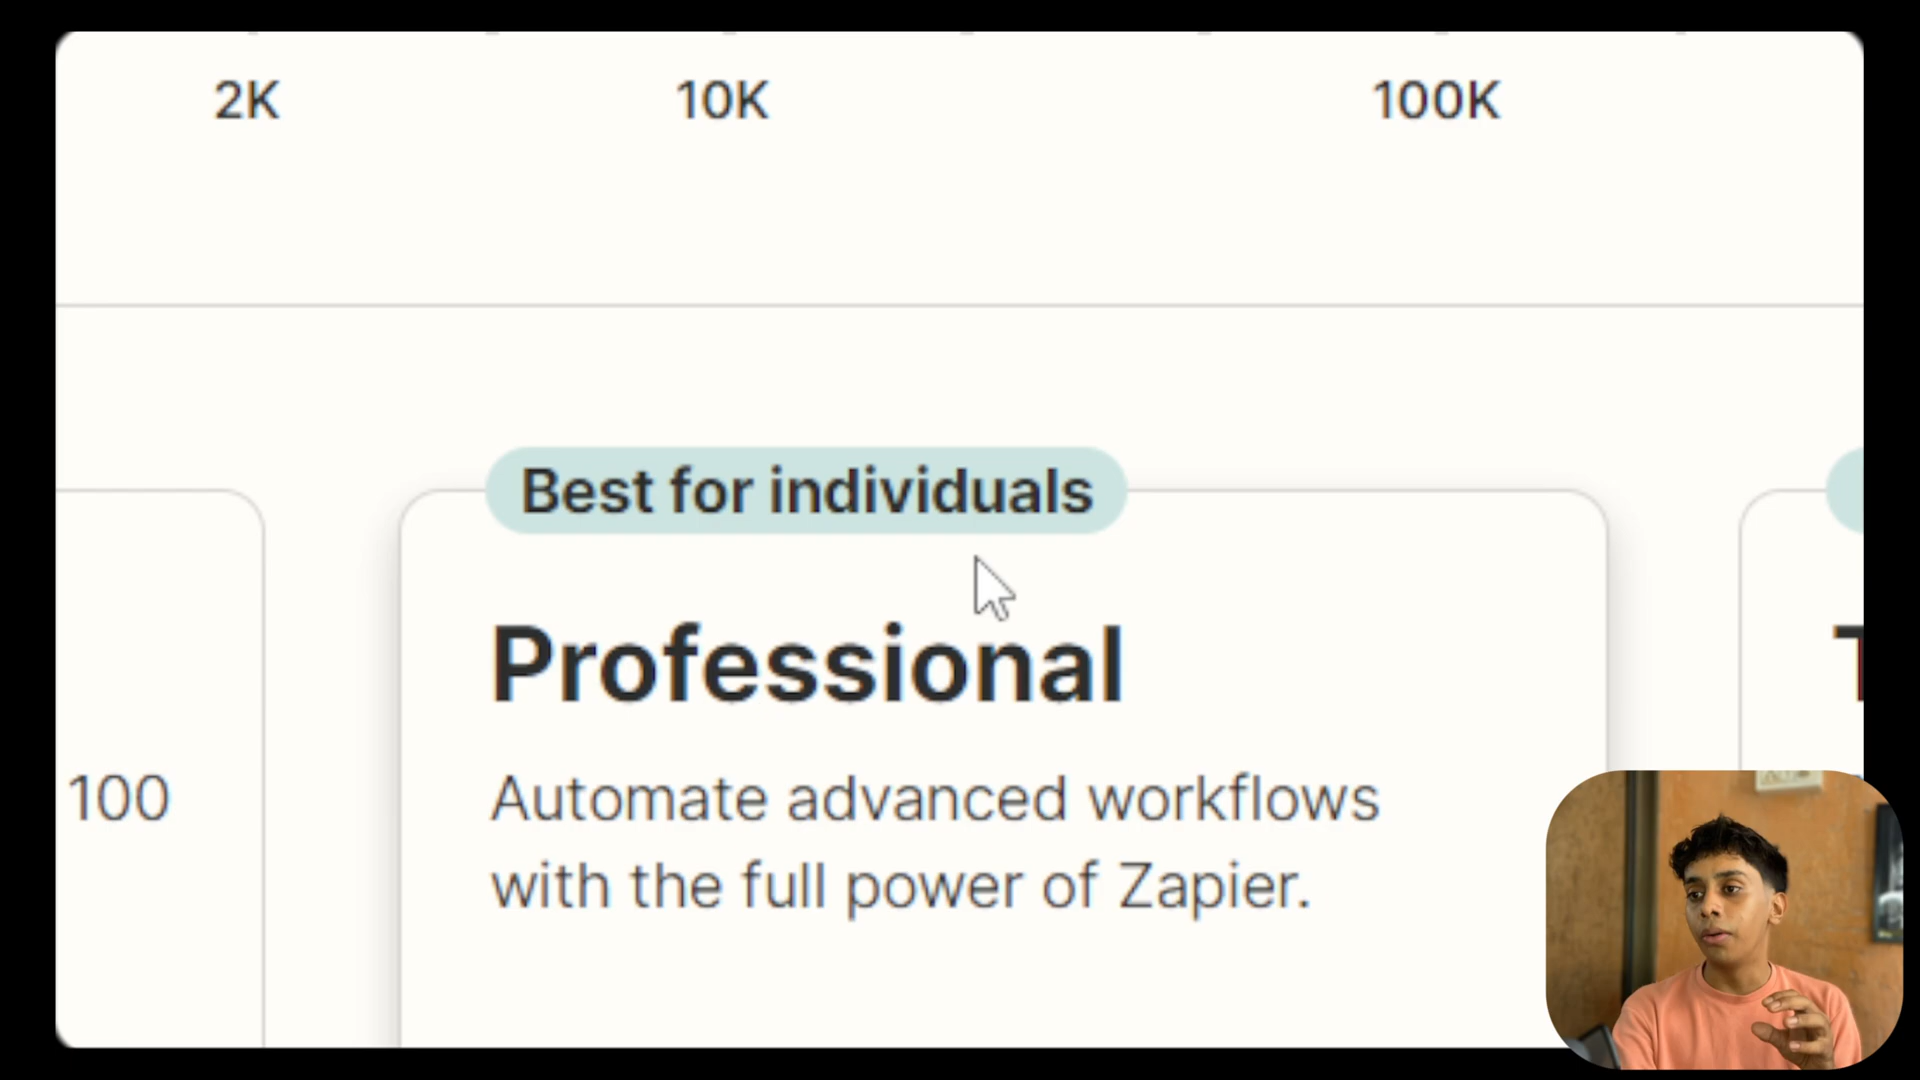 2K 10K 100K
Best for individuals
Professional
100
Automate advanced workflows
with the full power of Zapier.